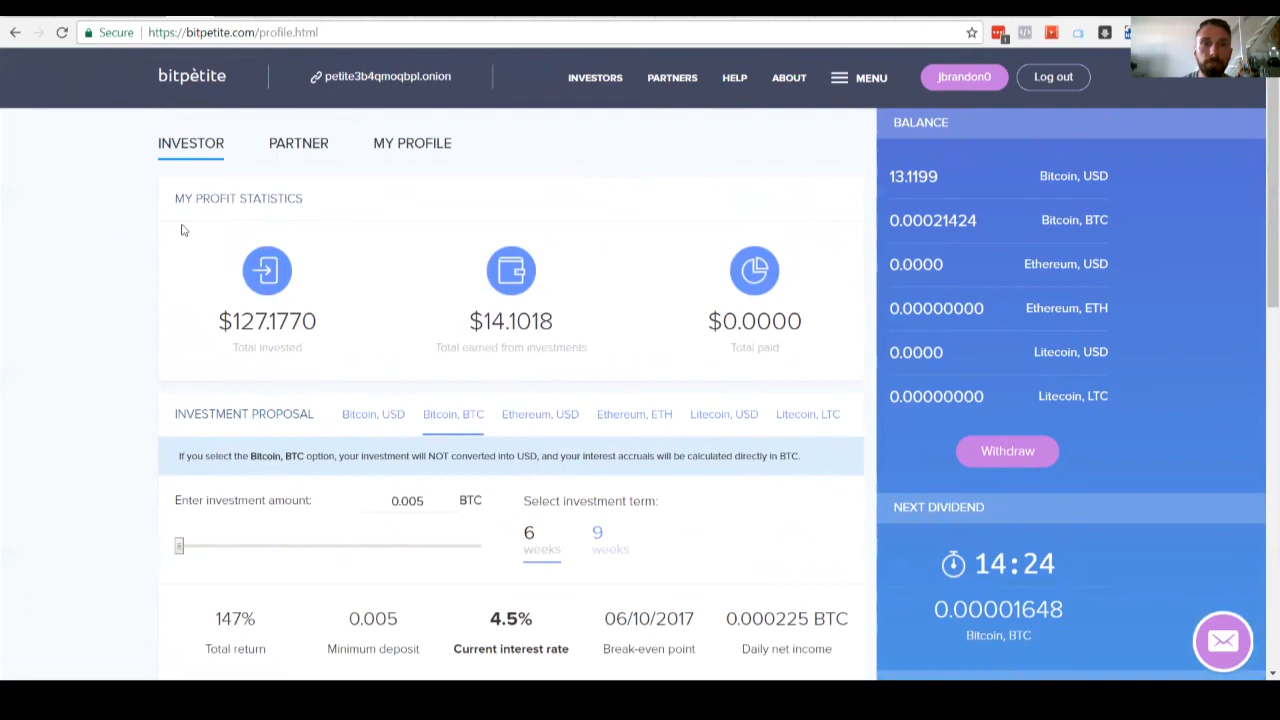 Secure https://bitpetite.com/profile.html
bitpètite petite3b4qmoqbpl.onion INVESTORS PARTNERS HELP ABOUT MENU jbrandon0 Log out
INVESTOR PARTNER MY PROFILE
MY PROFIT STATISTICS
$127.1770 $14.1018 $0.0000
Total invested Total earned from investments Total paid
INVESTMENT PROPOSAL Bitcoin, USD Bitcoin, BTC Ethereum, USD Ethereum, ETH Litecoin, USD Litecoin, LTC
If you select the Bitcoin, BTC option, your investment will NOT converted into USD, and your interest accruals will be calculated directly in BTC.
Enter investment amount: 0.005 BTC Select investment term:
6 9
weeks weeks
147% 0.005 4.5% 06/10/2017 0.000225 BTC
Total return Minimum deposit Current interest rate Break-even point Daily net income
BALANCE
13.1199 Bitcoin, USD
0.00021424 Bitcoin, BTC
0.0000 Ethereum, USD
0.00000000 Ethereum, ETH
0.0000 Litecoin, USD
0.00000000 Litecoin, LTC
Withdraw
NEXT DIVIDEND
14:24
0.00001648
Bitcoin, BTC